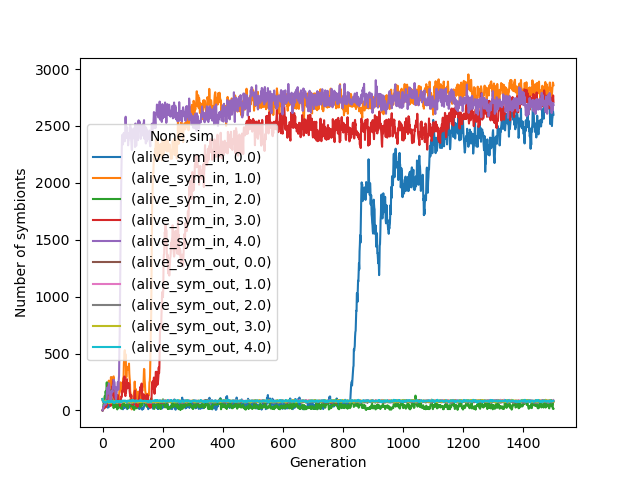 3000
2500
2000
1500
1000
500
0
Number of symbionts
None,sim
(alive_sym_in, 0.0)
(alive_sym_in, 1.0)
(alive_sym_in, 2.0)
(alive_sym_in, 3.0)
(alive_sym_in, 4.0)
(alive_sym_out, 0.0)
(alive_sym_out, 1.0)
(alive_sym_out, 2.0)
(alive_sym_out, 3.0)
(alive_sym_out, 4.0)
0 200 400 600 800 1000 1200 1400
Generation